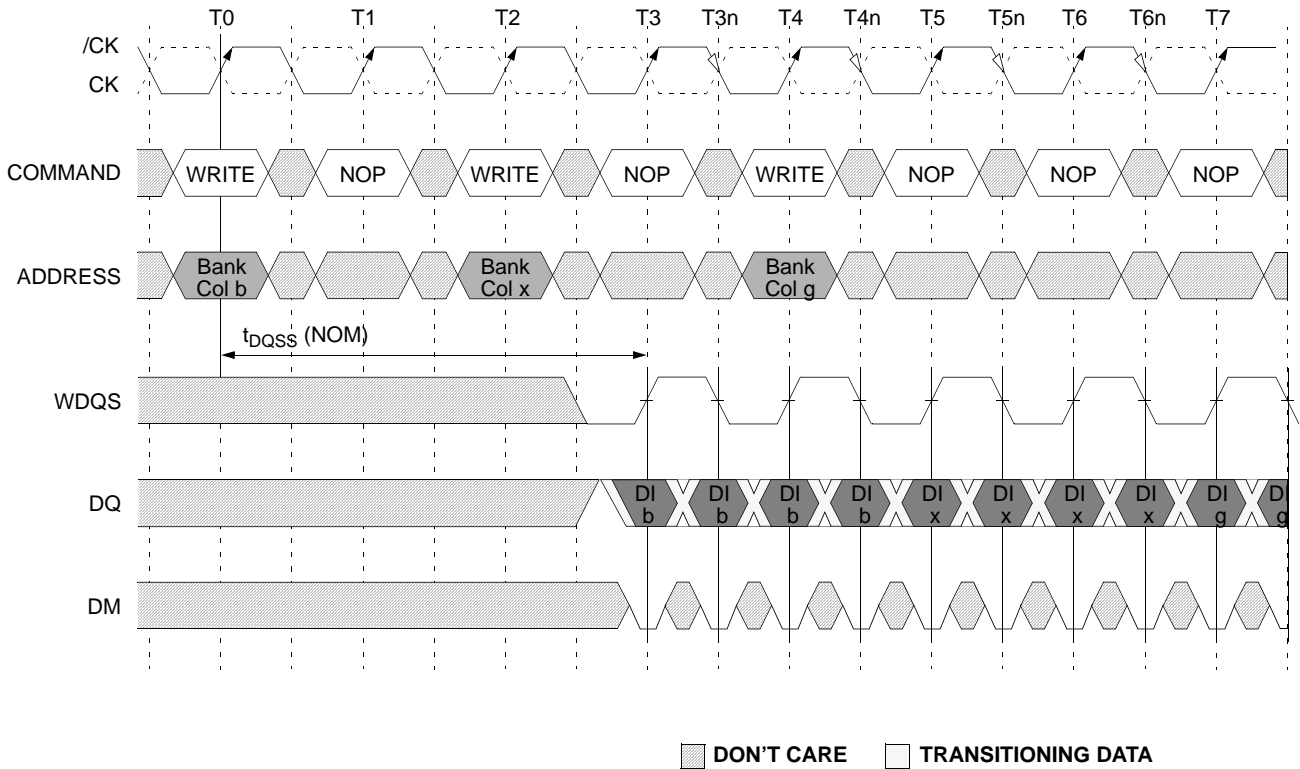 T0 T1 T2 T3 T3n T4 T4n T5 T5n T6 T6n T7
/CK
CK
COMMAND WRITE NOP WRITE NOP WRITE NOP NOP NOP
ADDRESS Bank Col b Bank Col x Bank Col g
tDQSS (NOM)
WDQS
DQ DI b DI b DI b DI b DI x DI x DI x DI x DI g DI g
DM
DON'T CARE TRANSITIONING DATA